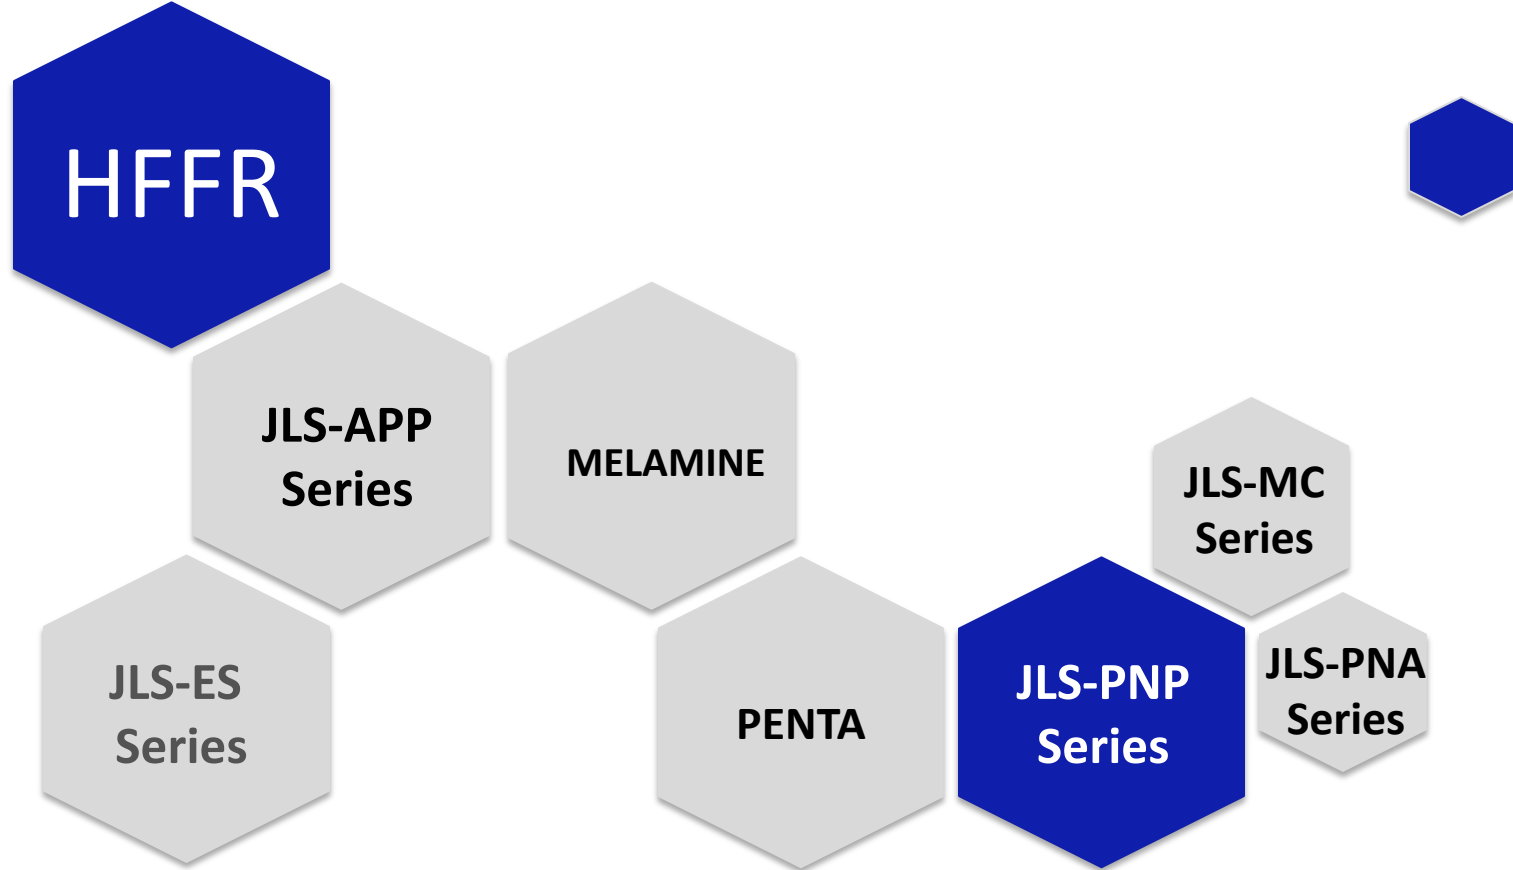 HFFR
JLS-APP
Series
MELAMINE
JLS-MC
Series
JLS-ES
Series
PENTA
JLS-PNP
Series
JLS-PNA
Series